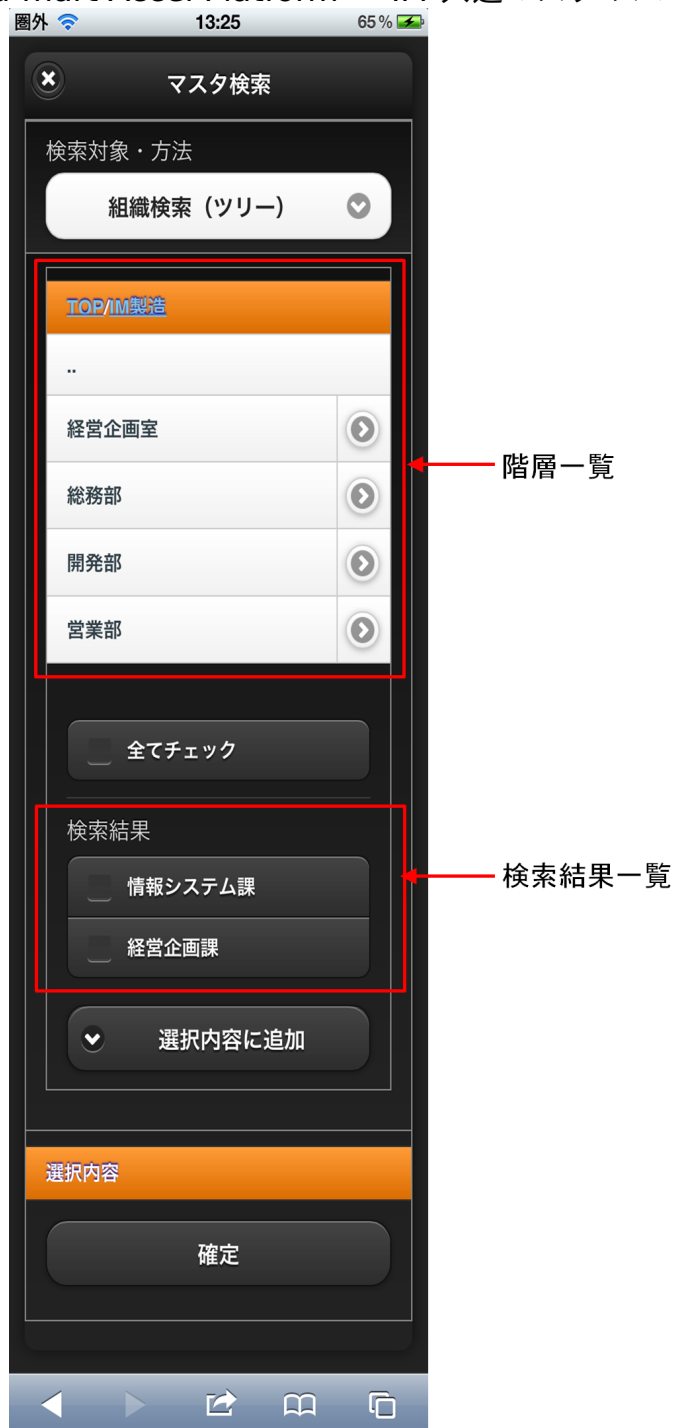 圏外 13:25 65%
マスタ検索
検索対象・方法
組織検索（ツリー）
TOP/IM製造
..
経営企画室
総務部
開発部
営業部
階層一覧
全てチェック
検索結果
情報システム課
経営企画課
検索結果一覧
選択内容に追加
選択内容
確定